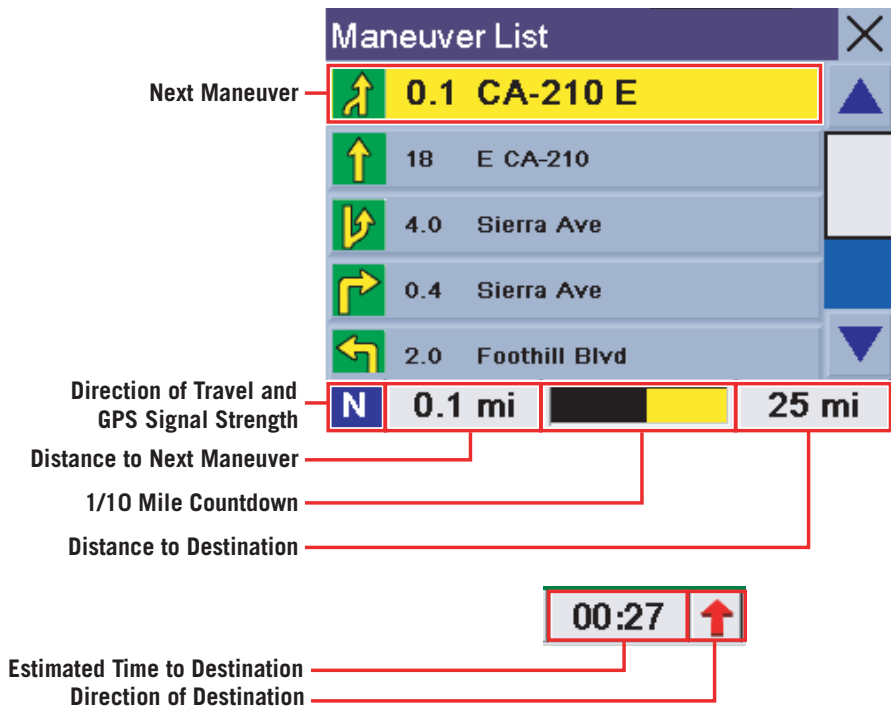 Maneuver List
Next Maneuver
0.1 CA-210 E
18 E CA-210
4.0 Sierra Ave
0.4 Sierra Ave
2.0 Foothill Blvd
Direction of Travel and
GPS Signal Strength
N 0.1 mi 25 mi
Distance to Next Maneuver
1/10 Mile Countdown
Distance to Destination
00:27
Estimated Time to Destination
Direction of Destination